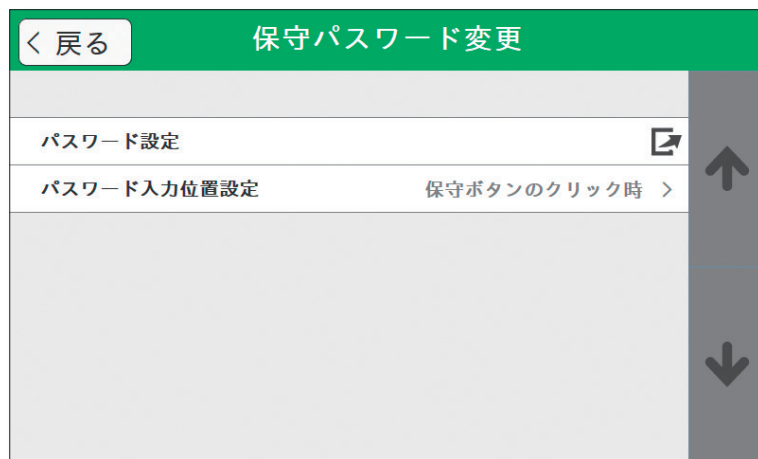 戻る 保守パスワード変更
パスワード設定
パスワード入力位置設定 保守ボタンのクリック時